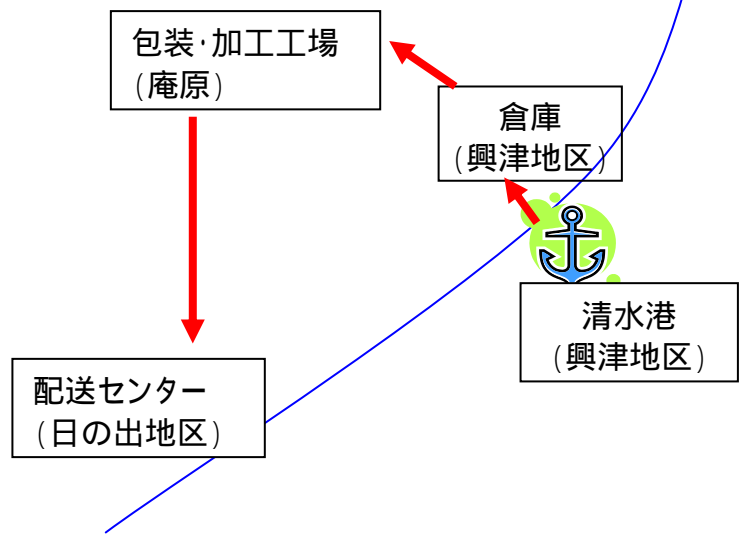 包装・加工工場
(庵原)
倉庫
(興津地区)
清水港
(興津地区)
配送センター
(日の出地区)